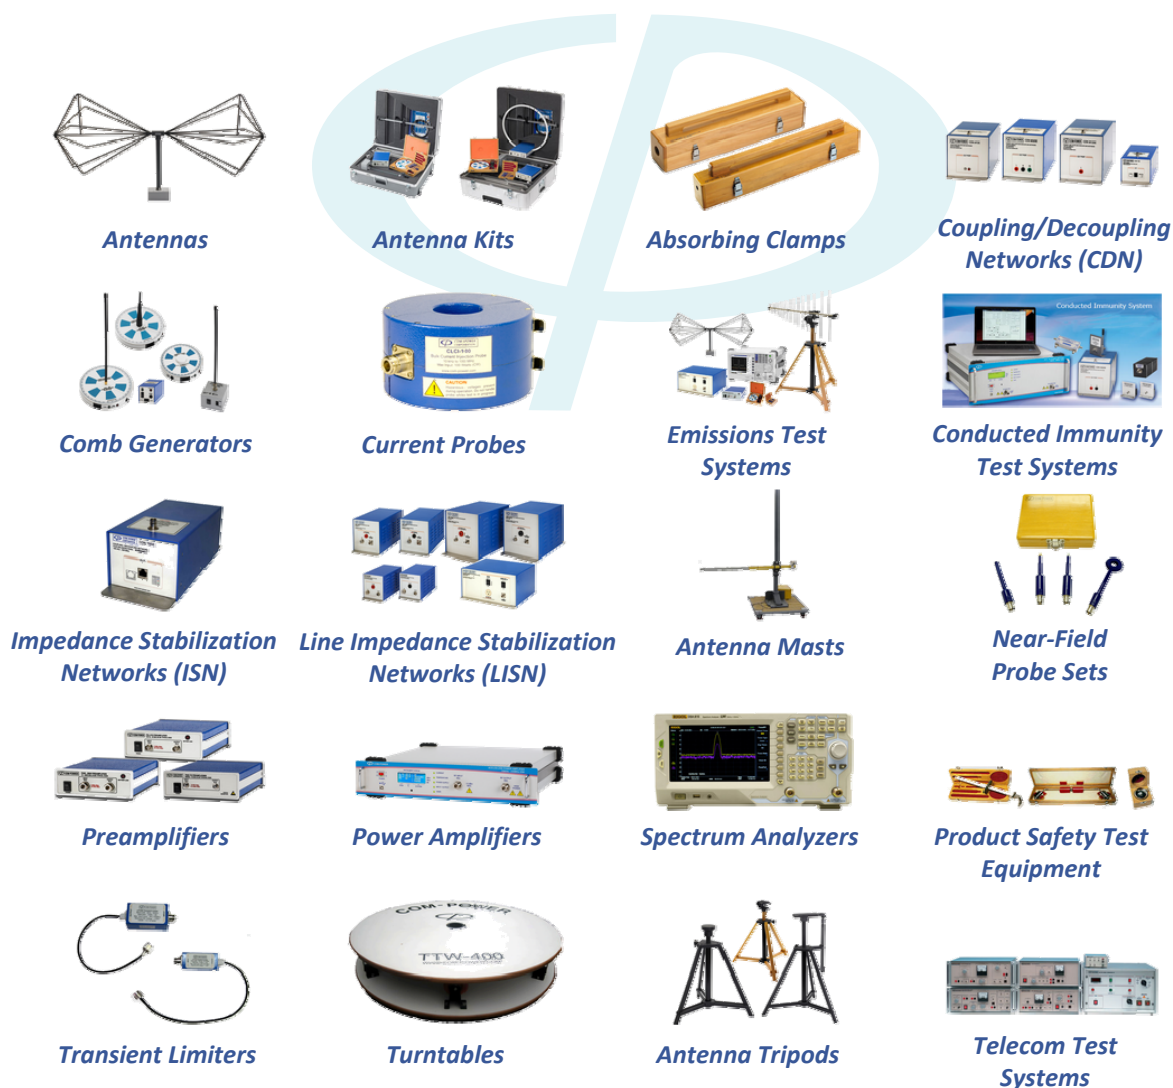 Antennas
Antenna Kits
Absorbing Clamps
Coupling/Decoupling
Networks (CDN)
Conducted Immunity System
CLCI-100
CAUTION
Comb Generators
Current Probes
Emissions Test
Systems
Conducted Immunity
Test Systems
Impedance Stabilization
Networks (ISN)
Line Impedance Stabilization
Networks (LISN)
Antenna Masts
Near-Field
Probe Sets
Preamplifiers
Power Amplifiers
Spectrum Analyzers
Product Safety Test
Equipment
COM-POWER
TTW-400
Transient Limiters
Turntables
Antenna Tripods
Telecom Test
Systems